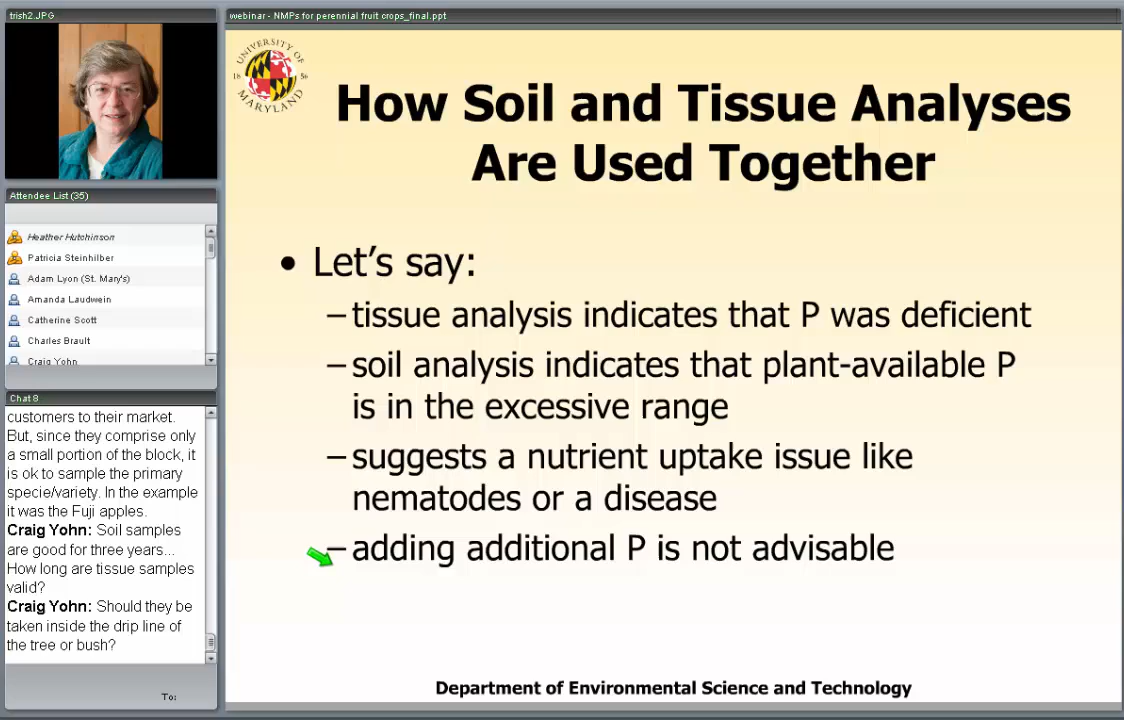 trish2.JPG
webinar - NMPs for perennial fruit crops_final.ppt
UNIVERSITY OF
18 56
MARYLAND
How Soil and Tissue Analyses
Are Used Together
• Let's say:
–tissue analysis indicates that P was deficient
–soil analysis indicates that plant-available P
is in the excessive range
–suggests a nutrient uptake issue like
nematodes or a disease
–adding additional P is not advisable
Department of Environmental Science and Technology
Attendee List (35)
Heather Hutchinson
Patricia Steinhilber
Adam Lyon (St. Mary's)
Amanda Laudwein
Catherine Scott
Charles Brault
Craig Yohn
Chat 8
customers to their market.
But, since they comprise only
a small portion of the block, it
is ok to sample the primary
specie/variety. In the example
it was the Fuji apples.
Craig Yohn: Soil samples
are good for three years...
How long are tissue samples
valid?
Craig Yohn: Should they be
taken inside the drip line of
the tree or bush?
To: